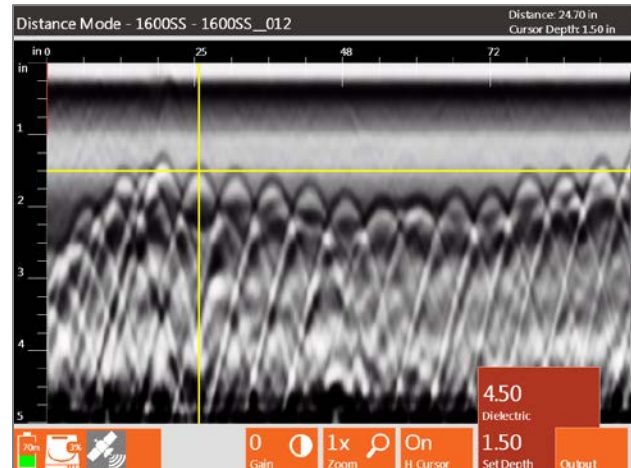 Distance Mode - 1600SS - 1600SS__012
Distance: 24.70 in
Cursor Depth: 1.50 in
in 0 25 48 72
in
1
2
3
4
5
4.50
Dielectric
70m
3%
0
Gain
1x
Zoom
On
H Cursor
1.50
Set Depth
Output